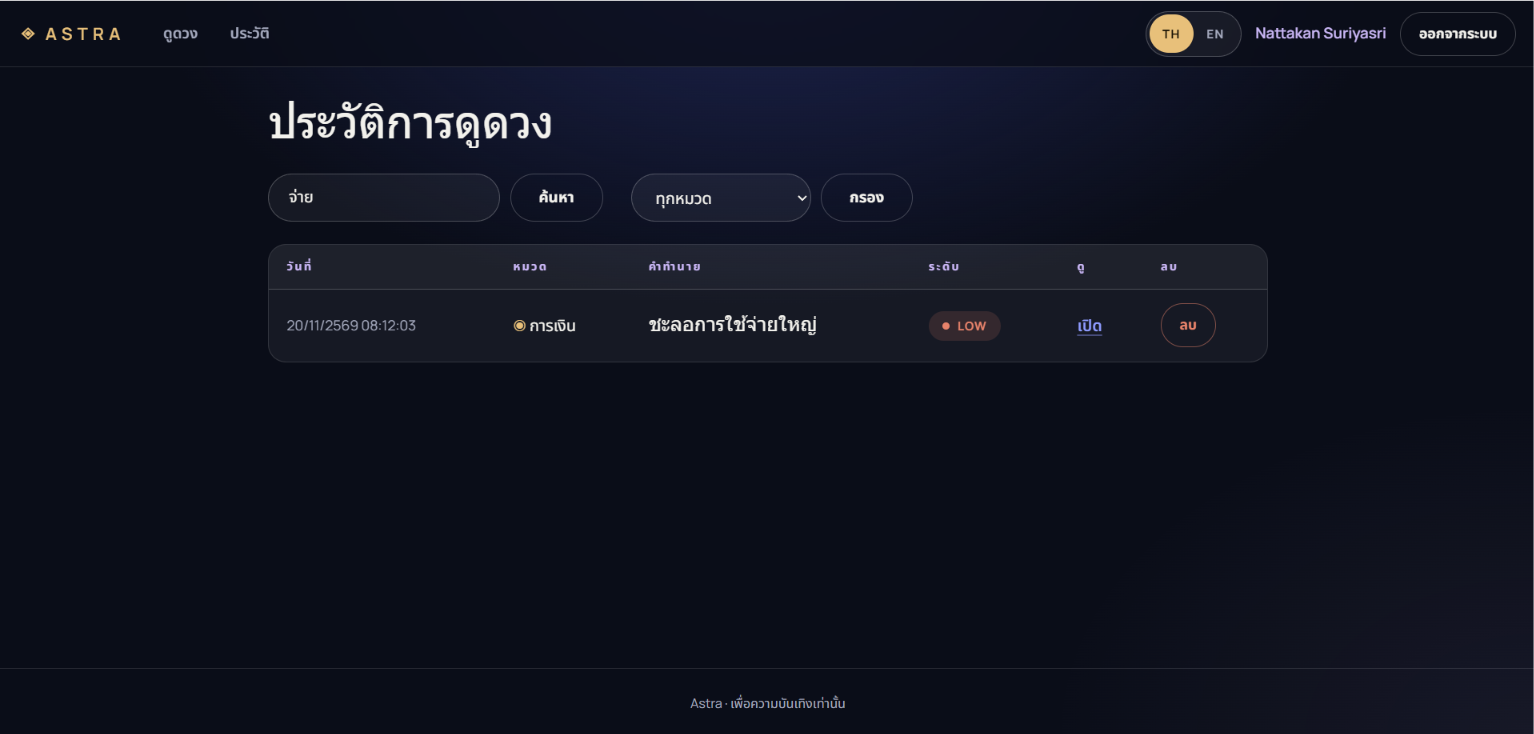 ASTRA ดูดวง ประวัติ TH EN Nattakan Suriyasri ออกจากระบบ
ประวัติการดูดวง
จ่าย ค้นหา ทุกหมวด กรอง
วันที่ หมวด คำทำนาย ระดับ ดู ลบ
20/11/2569 08:12:03 การเงิน ชะลอการใช้จ่ายใหญ่ LOW เปิด ลบ
Astra · เพื่อความบันเทิงเท่านั้น